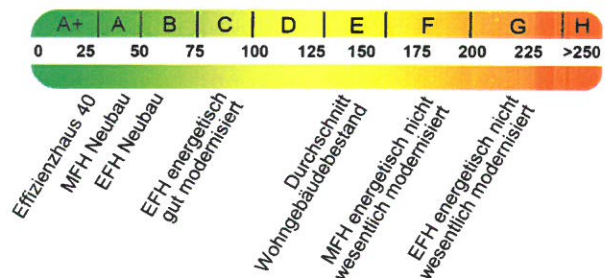 A+ A B C D E F G H
0 25 50 75 100 125 150 175 200 225 >250
Effizienzhaus 40
MFH Neubau
EFH Neubau
EFH energetisch
gut modernisiert
Durchschnitt
Wohngebäudebestand
MFH energetisch nicht
wesentlich modernisiert
EFH energetisch nicht
wesentlich modernisiert